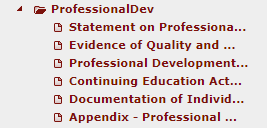 ProfessionalDev
Statement on Professiona...
Evidence of Quality and ...
Professional Development...
Continuing Education Act...
Documentation of Individ...
Appendix - Professional ...